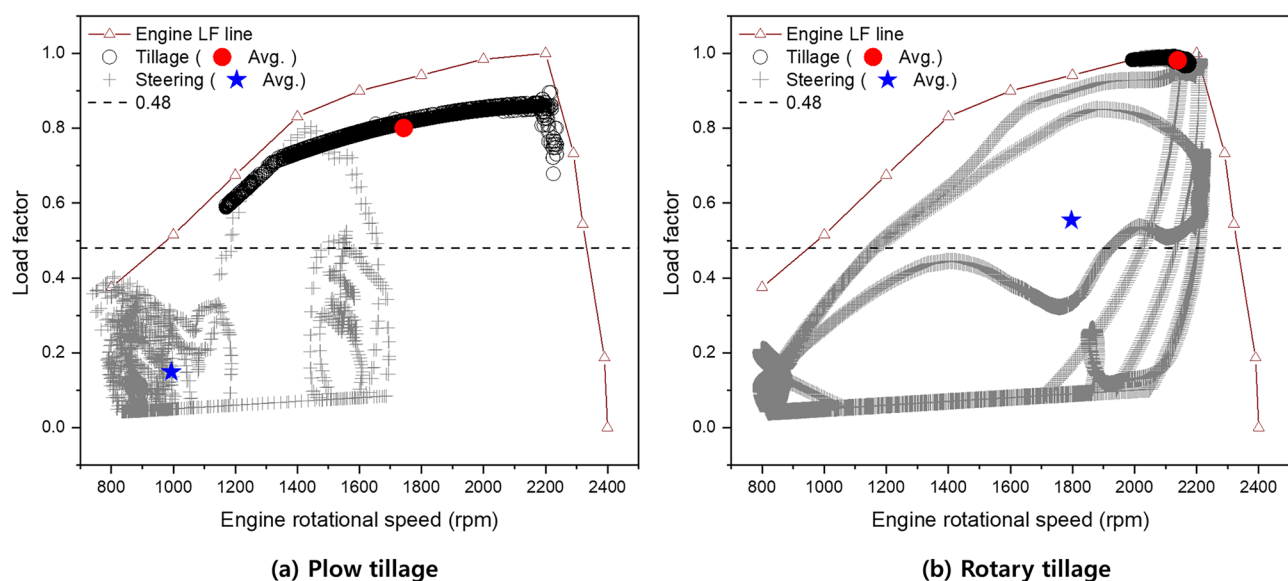 Engine LF line
Tillage ( Avg. )
Steering ( Avg.)
0.48
1.0
0.8
0.6
0.4
0.2
0.0
Load factor
800 1000 1200 1400 1600 1800 2000 2200 2400
Engine rotational speed (rpm)
(a) Plow tillage
Engine LF line
Tillage ( Avg. )
Steering ( Avg.)
0.48
1.0
0.8
0.6
0.4
0.2
0.0
Load factor
800 1000 1200 1400 1600 1800 2000 2200 2400
Engine rotational speed (rpm)
(b) Rotary tillage